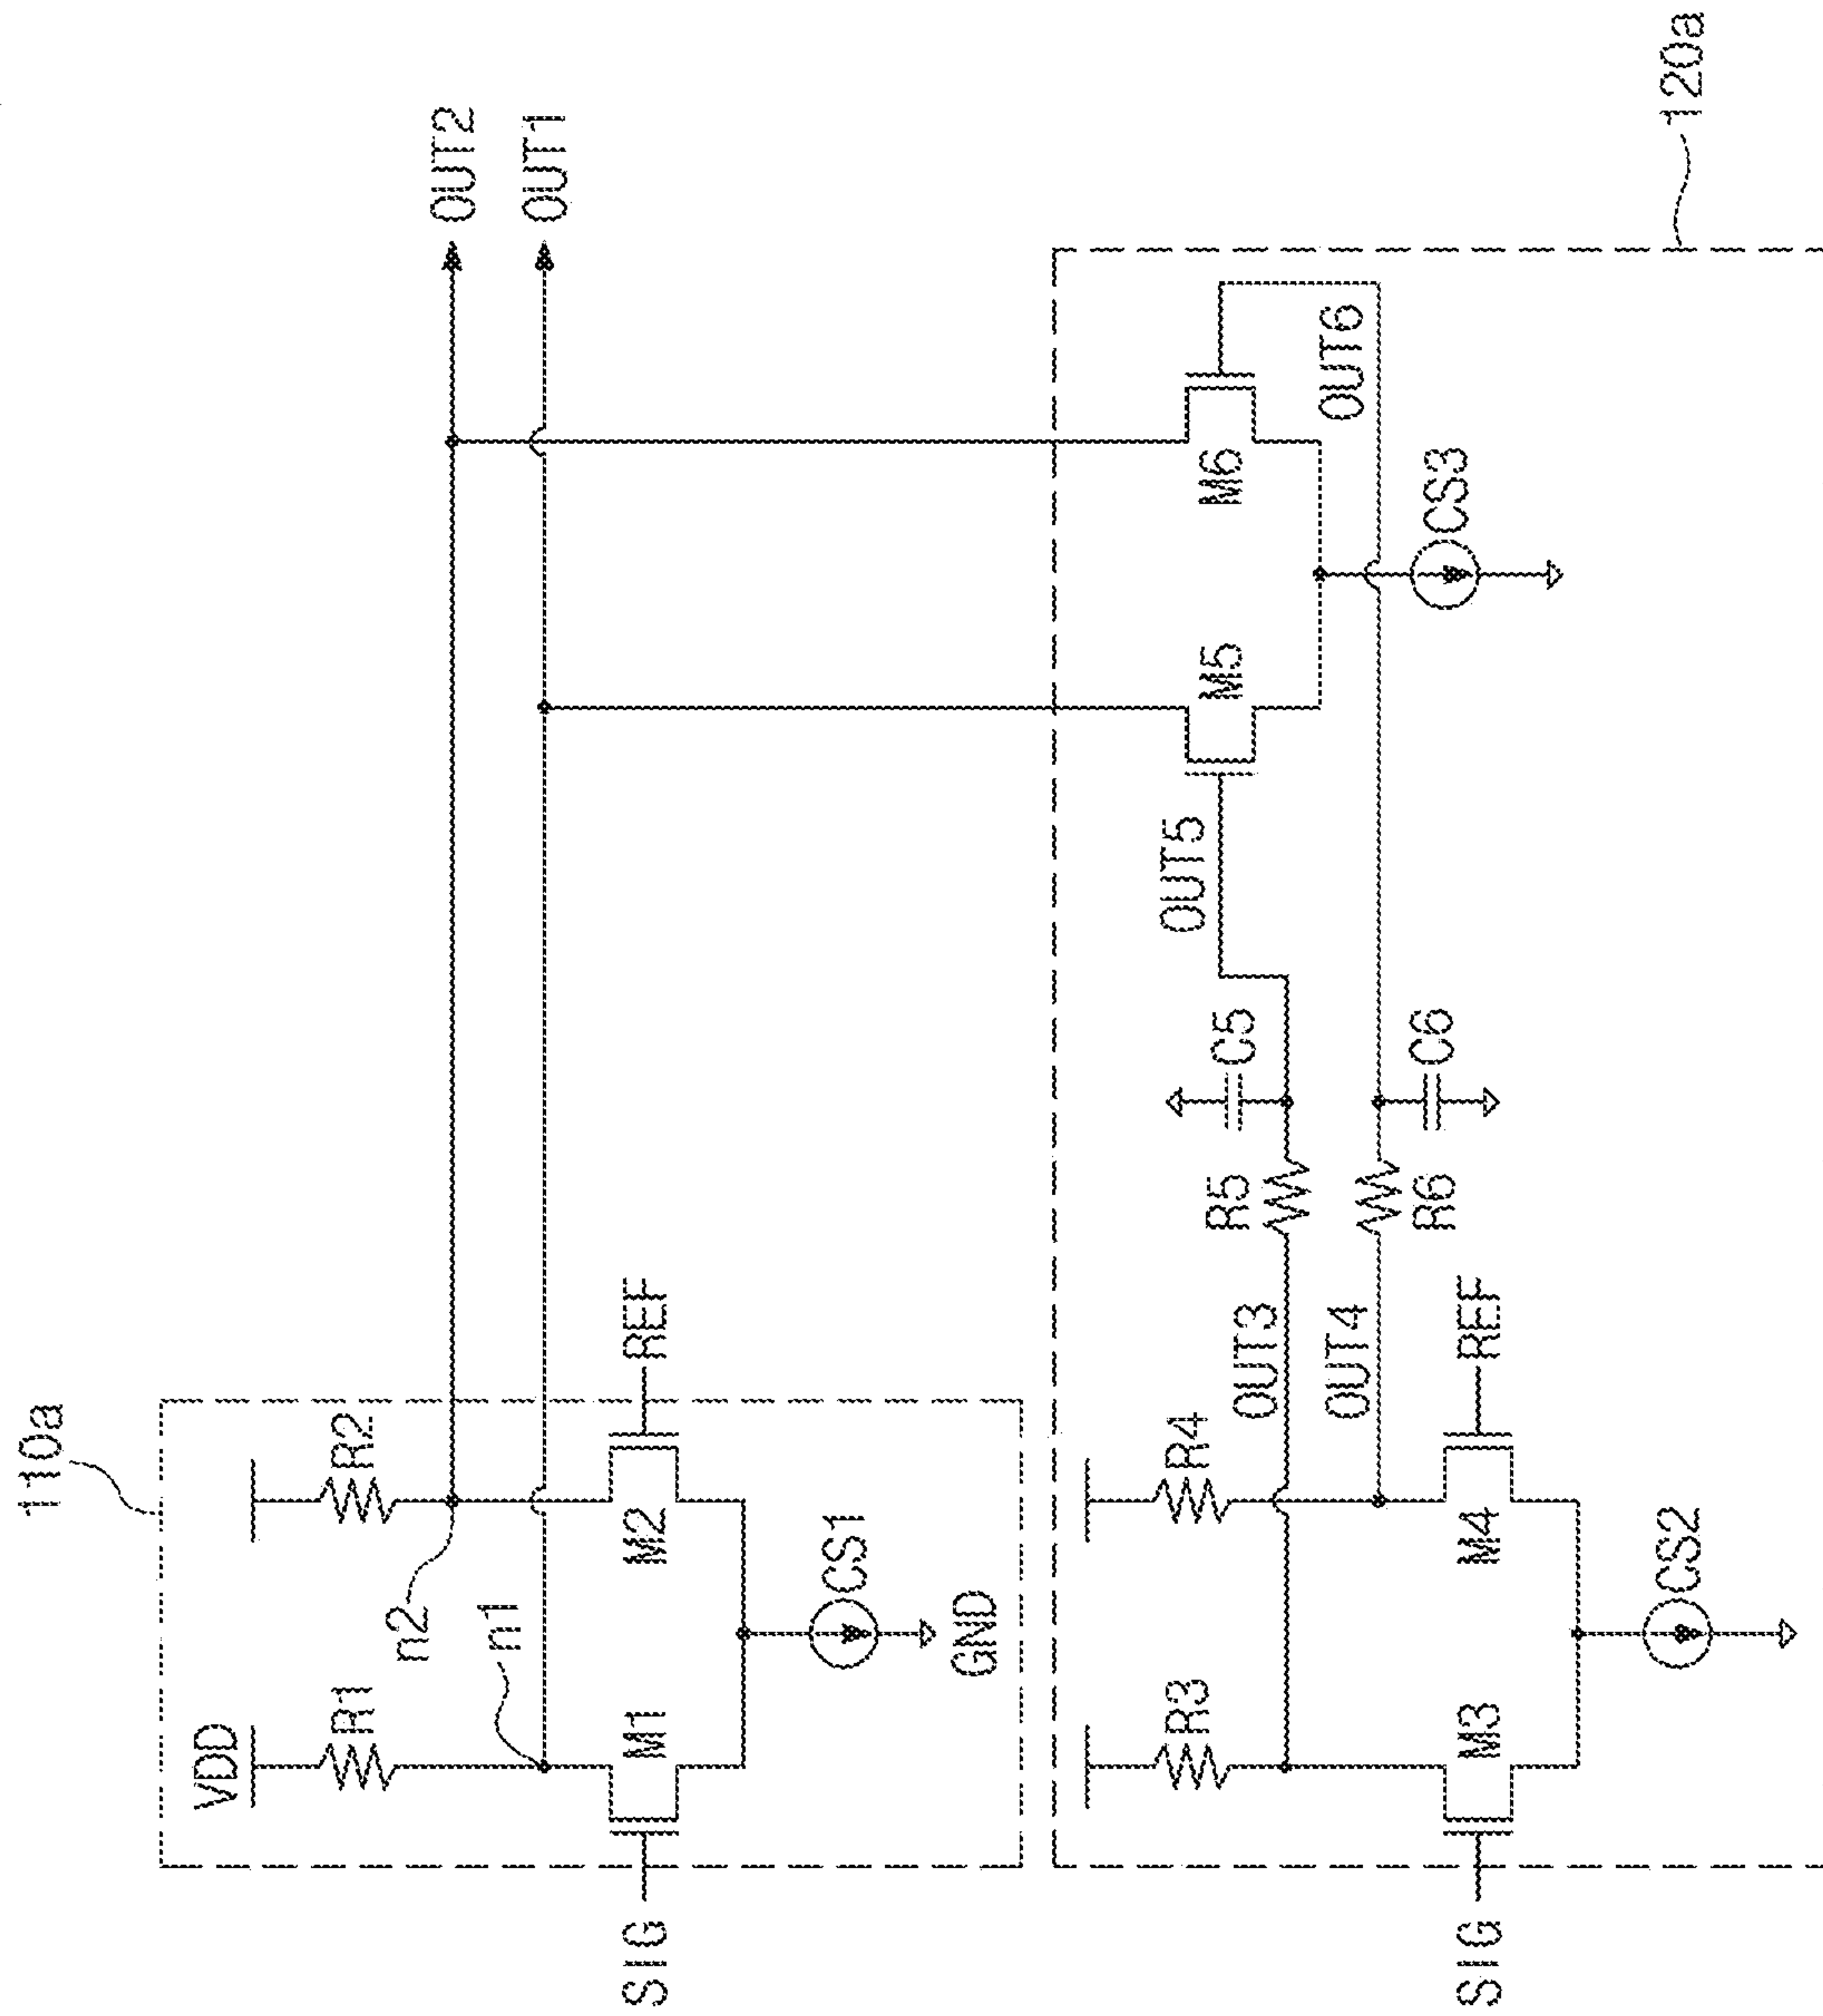 110a
VDD
R1
R2
n2
n1
OUT2
OUT1
SIG
M1
M2
REF
CS1
GND
120a
R3
R4
OUT3
OUT4
R5
C5
R6
C6
OUT5
M5
M6
OUT6
CS3
SIG
M3
M4
REF
CS2